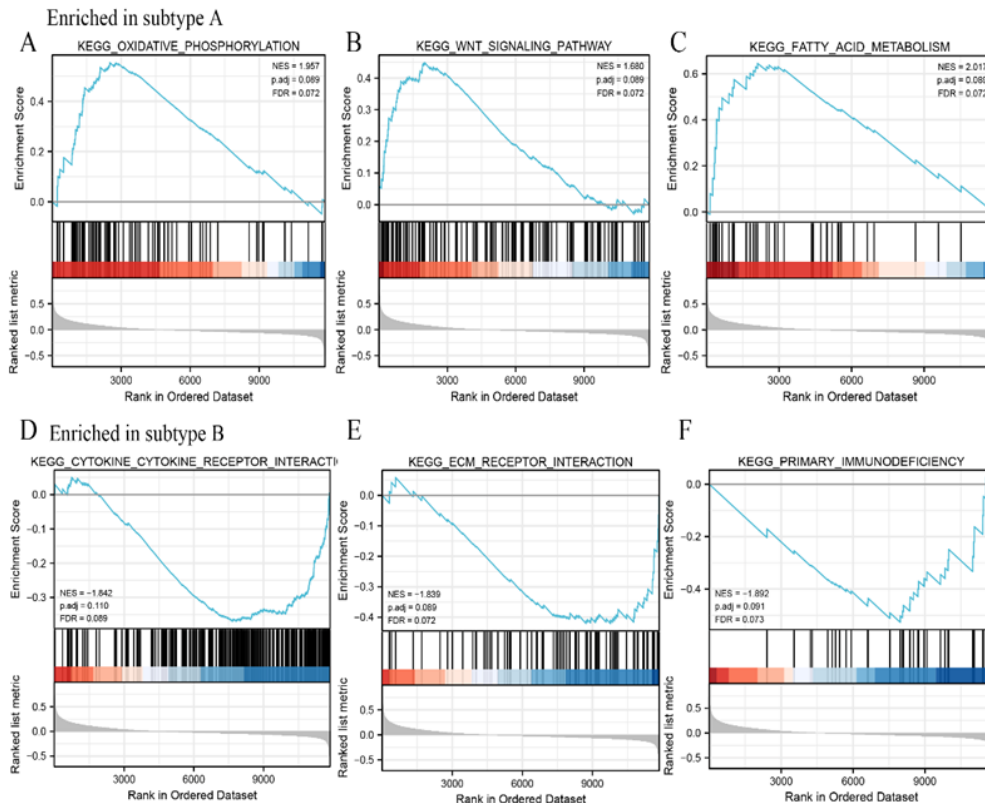 Enriched in subtype A
A
KEGG_OXIDATIVE_PHOSPHORYLATION
NES = 1.957
p.adj = 0.089
FDR = 0.072
Enrichment Score
0.4
0.2
0.0
Ranked list metric
0.5
0.0
−0.5
3000 6000 9000
Rank in Ordered Dataset
B
KEGG_WNT_SIGNALING_PATHWAY
NES = 1.680
p.adj = 0.089
FDR = 0.072
Enrichment Score
0.4
0.3
0.2
0.1
0.0
Ranked list metric
0.5
0.0
−0.5
3000 6000 9000
Rank in Ordered Dataset
C
KEGG_FATTY_ACID_METABOLISM
NES = 2.017
p.adj = 0.089
FDR = 0.072
Enrichment Score
0.6
0.4
0.2
0.0
Ranked list metric
0.5
0.0
−0.5
3000 6000 9000
Rank in Ordered Dataset
D Enriched in subtype B
KEGG_CYTOKINE_CYTOKINE_RECEPTOR_INTERACTI
Enrichment Score
0.0
−0.1
−0.2
−0.3
NES = −1.842
p.adj = 0.110
FDR = 0.089
Ranked list metric
0.5
0.0
−0.5
3000 6000 9000
Rank in Ordered Dataset
E
KEGG_ECM_RECEPTOR_INTERACTION
Enrichment Score
0.0
−0.1
−0.2
−0.3
−0.4
NES = −1.839
p.adj = 0.089
FDR = 0.072
Ranked list metric
0.5
0.0
−0.5
3000 6000 9000
Rank in Ordered Dataset
F
KEGG_PRIMARY_IMMUNODEFICIENCY
Enrichment Score
0.0
−0.2
−0.4
NES = −1.892
p.adj = 0.091
FDR = 0.073
Ranked list metric
0.5
0.0
−0.5
3000 6000 9000
Rank in Ordered Dataset